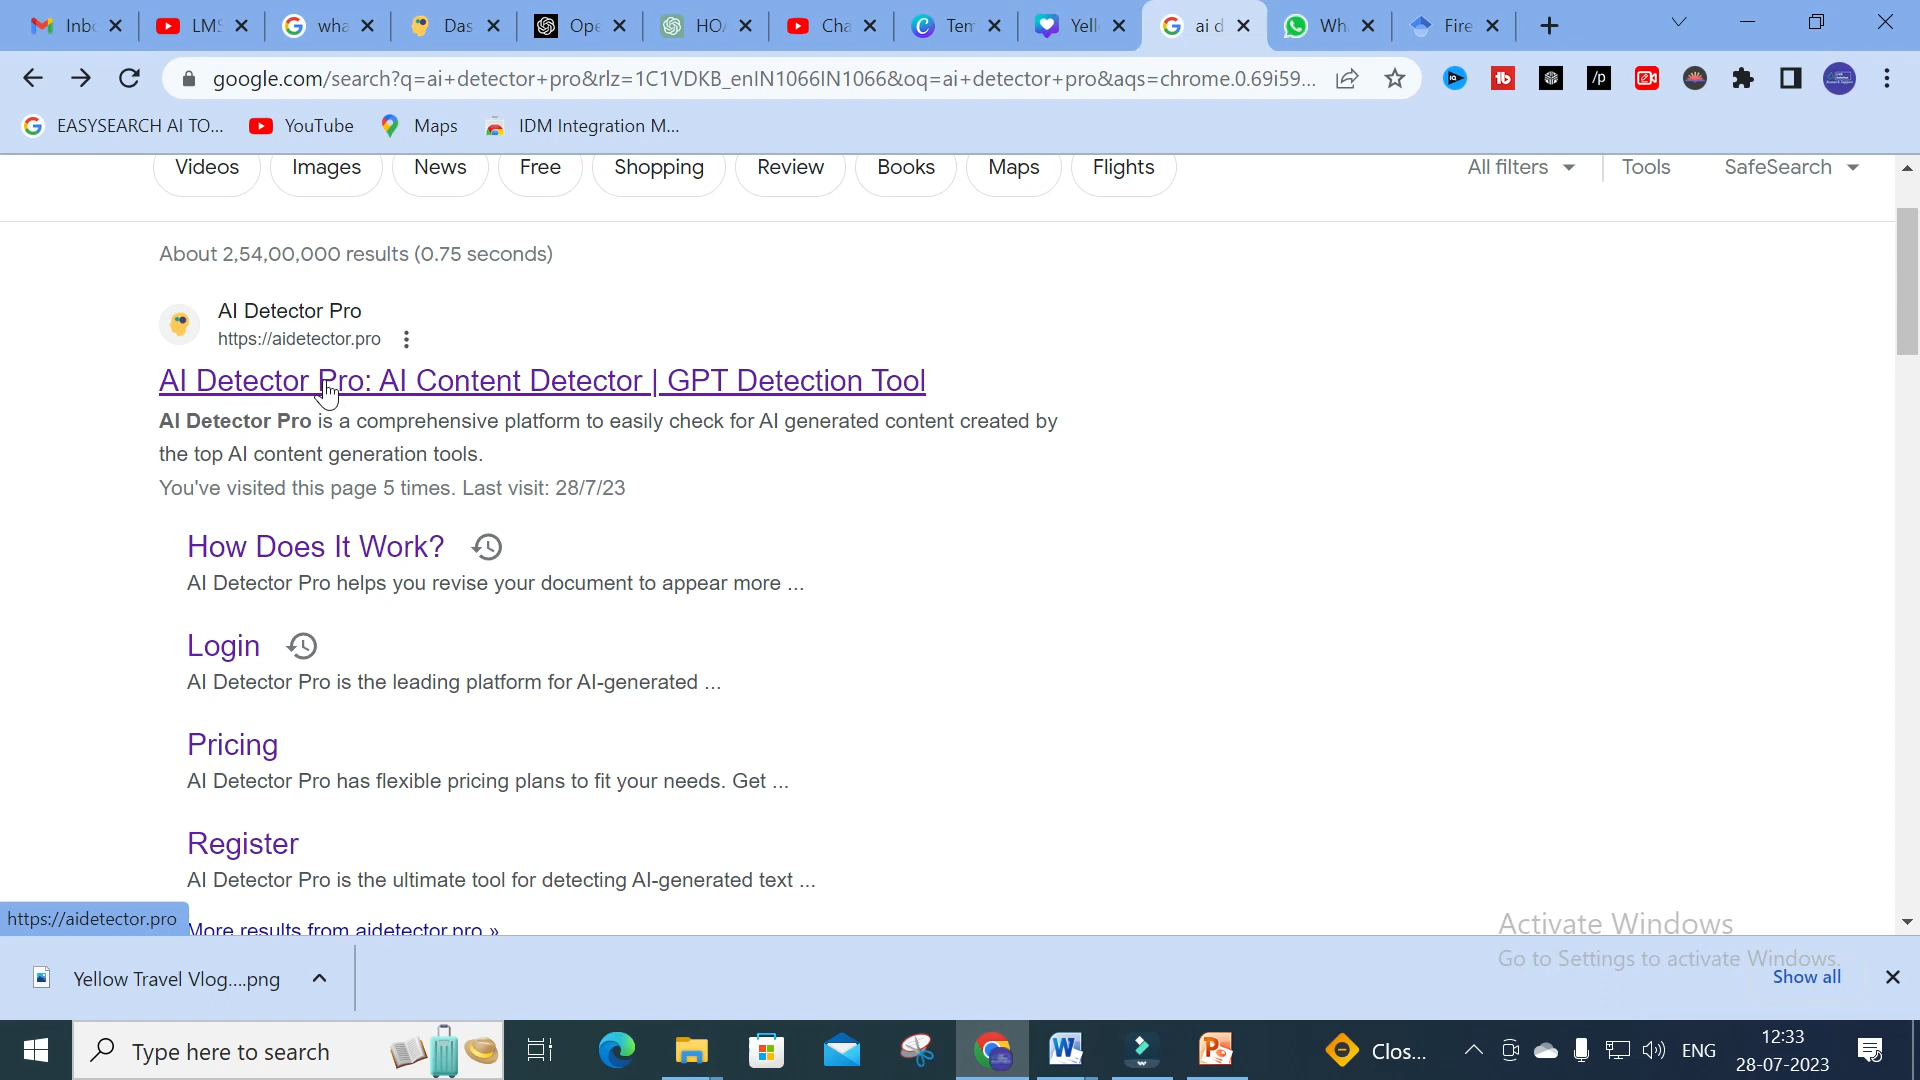 Inbc
LMS
wha
Das
Ope
HO
Cha
Tem
Yell
ai d
Wh
Fire
google.com/search?q=ai+detector+pro&rlz=1C1VDKB_enIN1066IN1066&oq=ai+detector+pro&aqs=chrome.0.69i59...
EASYSEARCH AI TO...
YouTube
Maps
IDM Integration M...
Videos
Images
News
Free
Shopping
Review
Books
Maps
Flights
All filters
Tools
SafeSearch
About 2,54,00,000 results (0.75 seconds)
AI Detector Pro
https://aidetector.pro
AI Detector Pro: AI Content Detector | GPT Detection Tool
AI Detector Pro is a comprehensive platform to easily check for AI generated content created by
the top AI content generation tools.
You've visited this page 5 times. Last visit: 28/7/23
How Does It Work?
AI Detector Pro helps you revise your document to appear more ...
Login
AI Detector Pro is the leading platform for AI-generated ...
Pricing
AI Detector Pro has flexible pricing plans to fit your needs. Get ...
Register
AI Detector Pro is the ultimate tool for detecting AI-generated text ...
More results from aidetector.pro »
https://aidetector.pro
Activate Windows
Go to Settings to activate Windows.
Yellow Travel Vlog....png
Show all
Type here to search
Clos...
ENG
12:33
28-07-2023